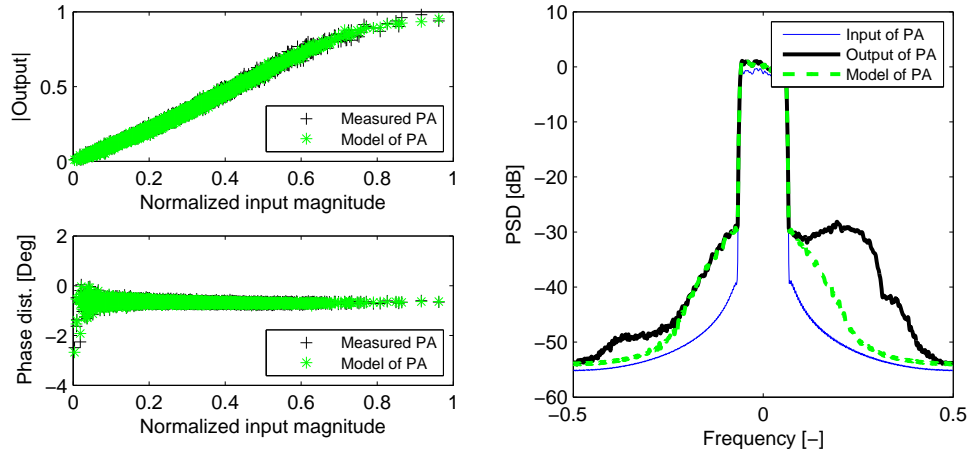 1
0.5
0
|Output|
+ Measured PA
* Model of PA
0 0.2 0.4 0.6 0.8 1
Normalized input magnitude
2
0
−2
−4
Phase dist. [Deg]
+ Measured PA
* Model of PA
0 0.2 0.4 0.6 0.8 1
Normalized input magnitude
10
0
−10
−20
−30
−40
−50
−60
PSD [dB]
Input of PA
Output of PA
Model of PA
−0.5 0 0.5
Frequency [−]